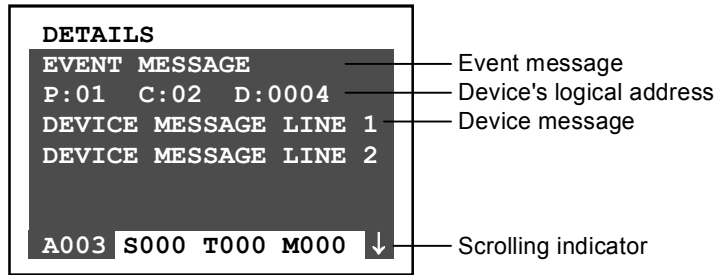 DETAILS
EVENT MESSAGE
Event message
P:01 C:02 D:0004
Device's logical address
DEVICE MESSAGE LINE 1
Device message
DEVICE MESSAGE LINE 2
A003 S000 T000 M000 ↓
Scrolling indicator